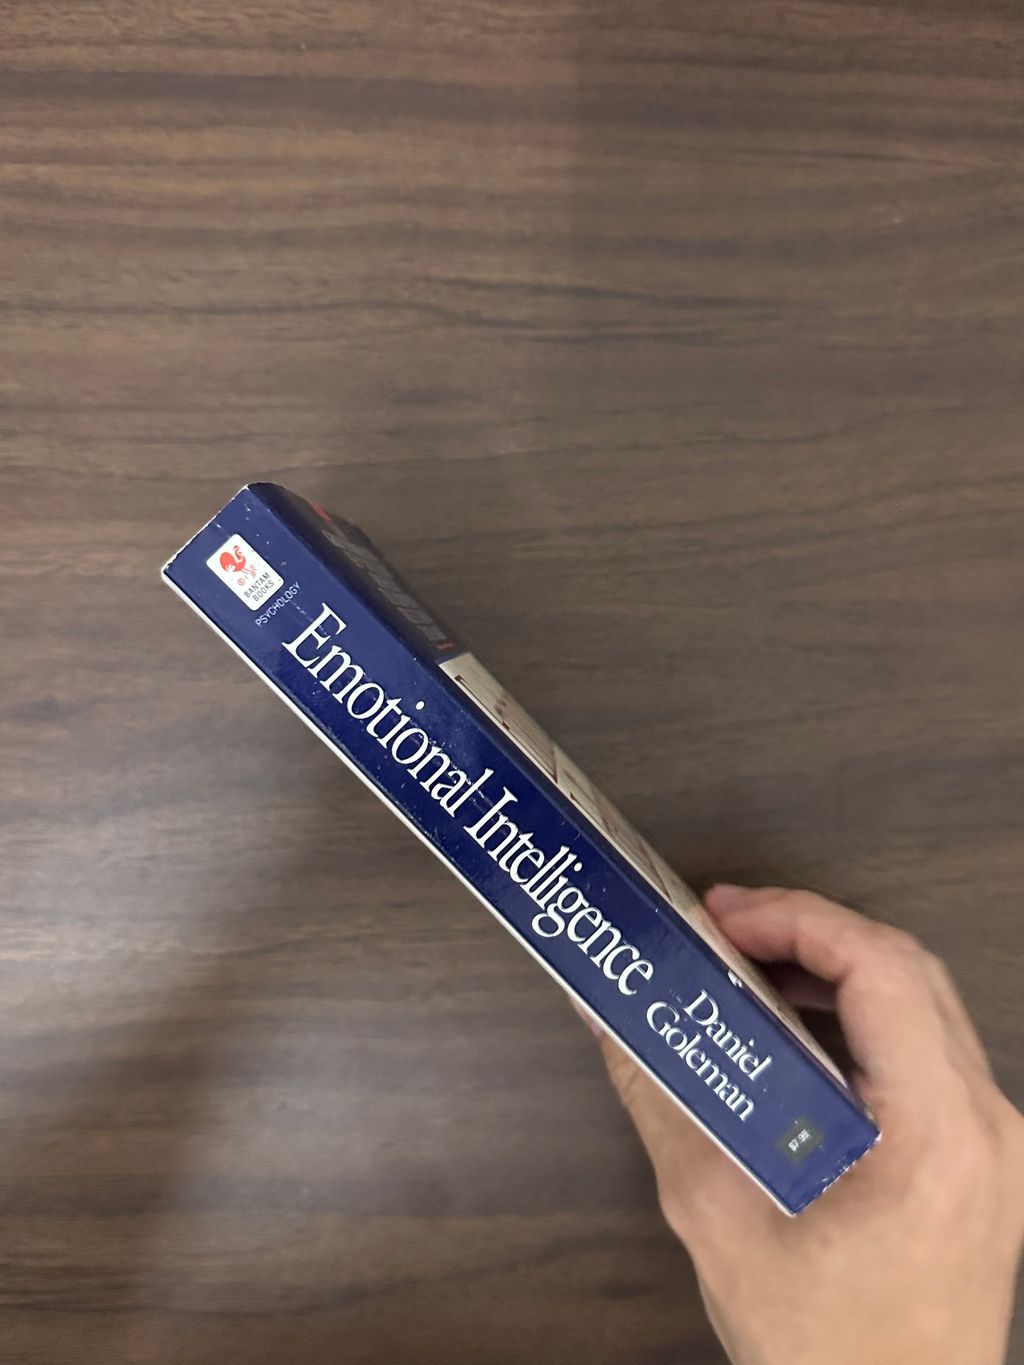 BANTAM
BOOKS
PSYCHOLOGY
Emotional Intelligence
Daniel
Goleman